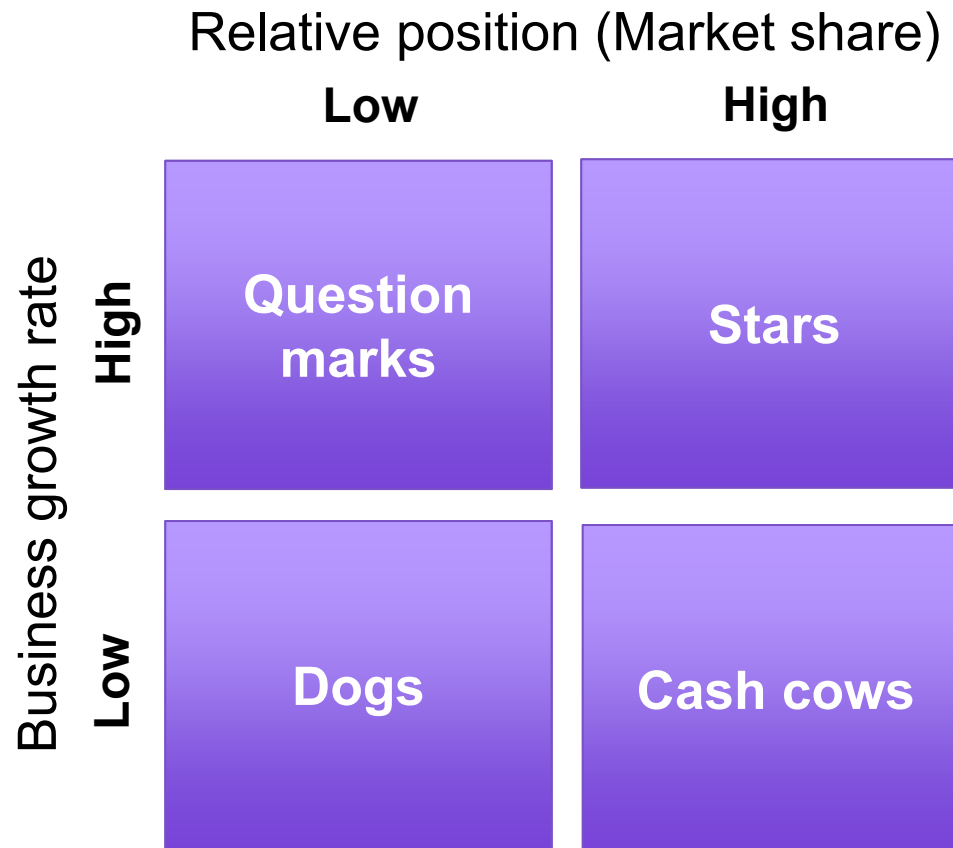 Relative position (Market share)
Low
High
Business growth rate
High
Question
marks
Stars
Low
Dogs
Cash cows